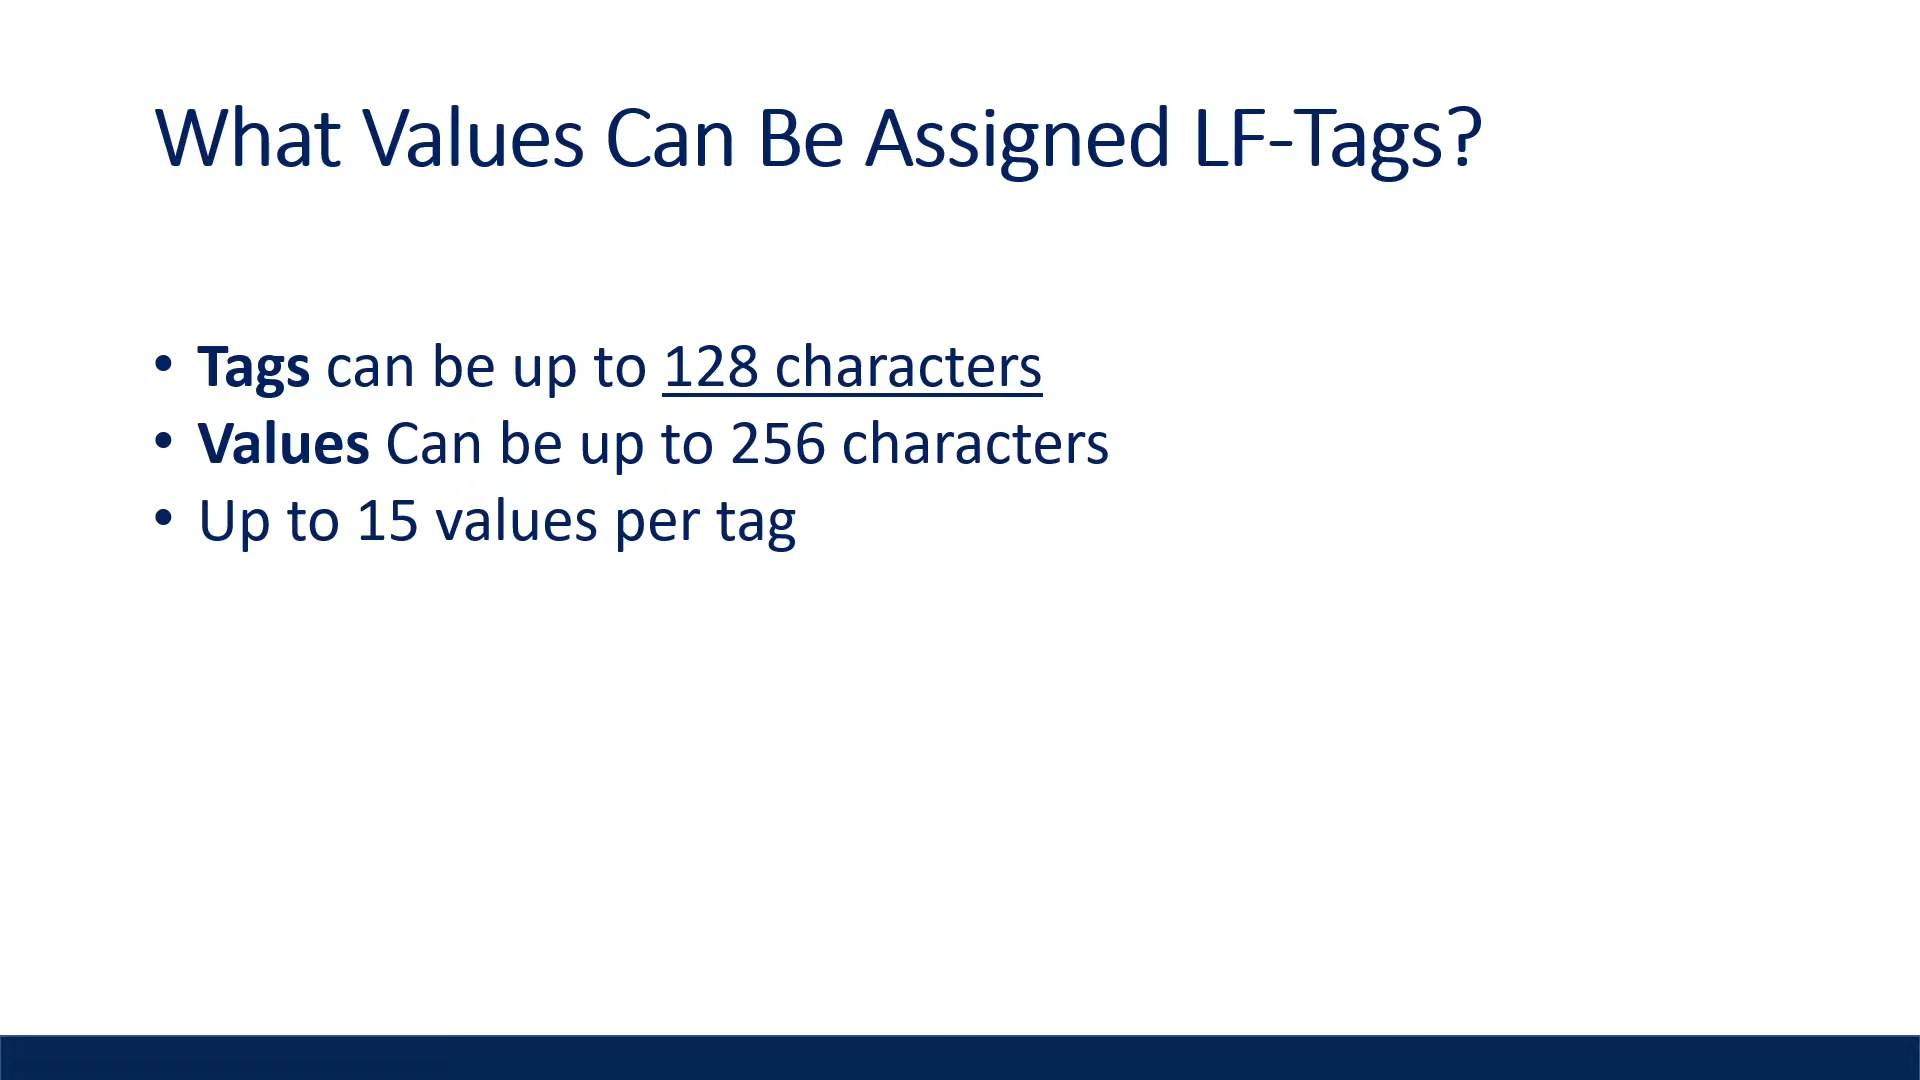 What Values Can Be Assigned LF-Tags?
• Tags can be up to 128 characters
• Values Can be up to 256 characters
• Up to 15 values per tag